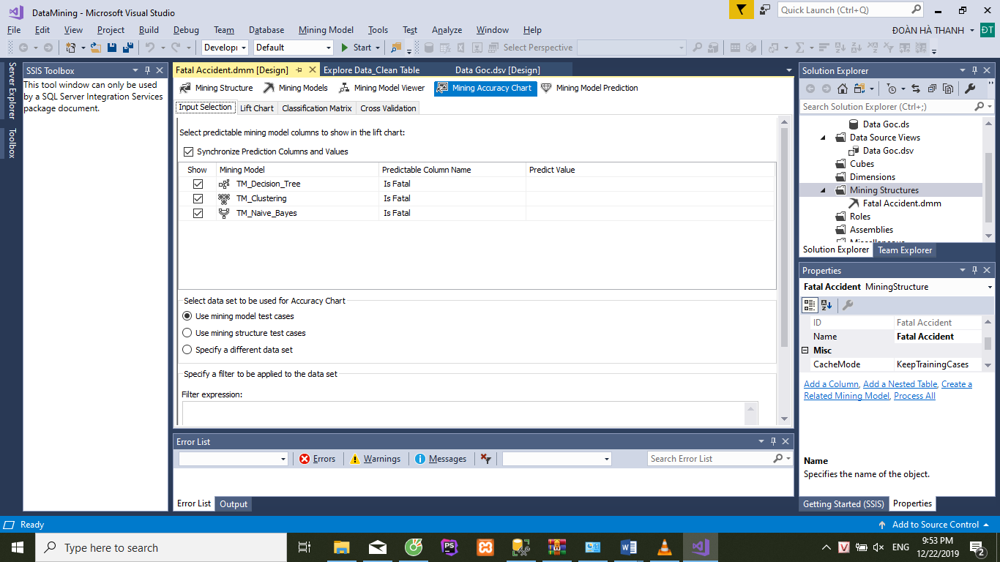 DataMining - Microsoft Visual Studio
Quick Launch (Ctrl+Q)
File Edit View Project Build Debug Team Database Mining Model Tools Test Analyze Window Help
ĐOÀN HÀ THANH ĐT
Developı Default Start Select Perspective
Server Explorer
Toolbox
SSIS Toolbox
This tool window can only be used
by a SQL Server Integration Services
package document.
Fatal Accident.dmm [Design] Explore Data_Clean Table Data Goc.dsv [Design]
Mining Structure Mining Models Mining Model Viewer Mining Accuracy Chart Mining Model Prediction
Input Selection Lift Chart Classification Matrix Cross Validation
Select predictable mining model columns to show in the lift chart:
Synchronize Prediction Columns and Values
Show Mining Model Predictable Column Name Predict Value
TM_Decision_Tree Is Fatal
TM_Clustering Is Fatal
TM_Naive_Bayes Is Fatal
Select data set to be used for Accuracy Chart
Use mining model test cases
Use mining structure test cases
Specify a different data set
Specify a filter to be applied to the data set
Filter expression:
Error List
Errors Warnings Messages Search Error List
Error List Output
Solution Explorer
Search Solution Explorer (Ctrl+;)
Data Goc.ds
Data Source Views
Data Goc.dsv
Cubes
Dimensions
Mining Structures
Fatal Accident.dmm
Roles
Assemblies
Solution Explorer Team Explorer
Properties
Fatal Accident MiningStructure
ID Fatal Accident
Name Fatal Accident
Misc
CacheMode KeepTrainingCases
Add a Column, Add a Nested Table, Create a
Related Mining Model, Process All
Name
Specifies the name of the object.
Getting Started (SSIS) Properties
Ready
Add to Source Control
Type here to search
PS
W
V
ENG
9:53 PM
12/22/2019
2